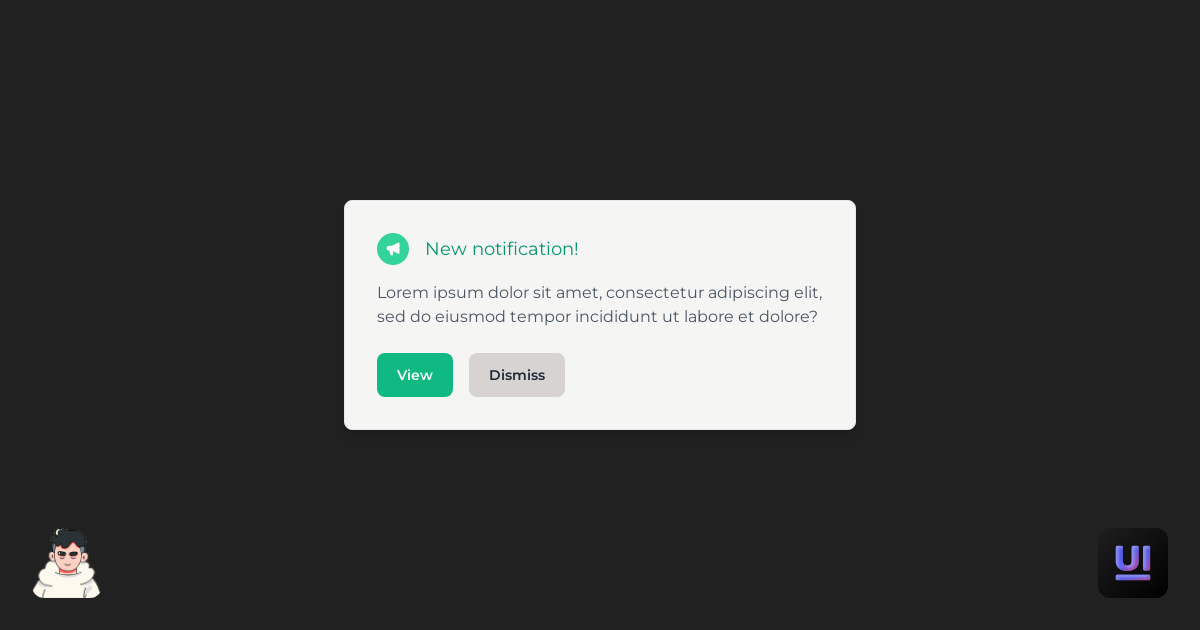 New notification!
Lorem ipsum dolor sit amet, consectetur adipiscing elit,
sed do eiusmod tempor incididunt ut labore et dolore?
View
Dismiss
UI